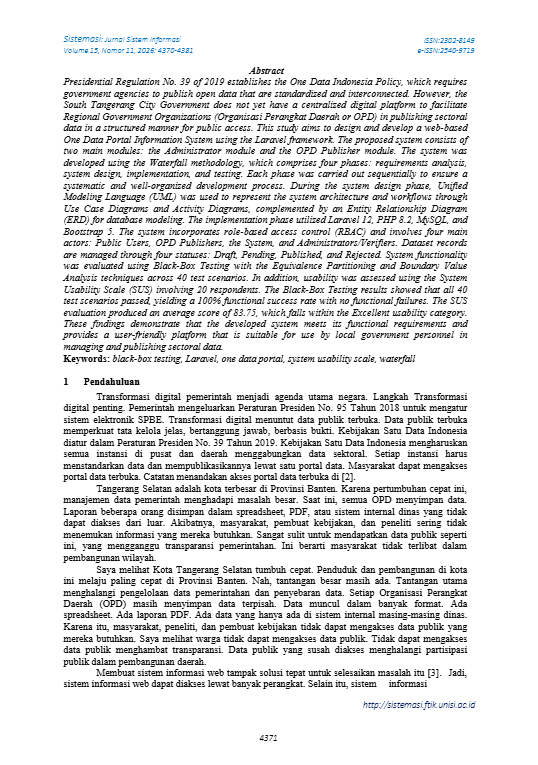 Sistemasi: Jurnal Sistem Informasi
ISSN:2302-8149
Volume 15, Nomor 11, 2026: 4370-4381
e-ISSN:2540-9719
Abstract
Presidential Regulation No. 39 of 2019 establishes the One Data Indonesia Policy, which requires
government agencies to publish open data that are standardized and interconnected. However, the
South Tangerang City Government does not yet have a centralized digital platform to facilitate
Regional Government Organizations (Organisasi Perangkat Daerah or OPD) in publishing sectoral
data in a structured manner for public access. This study aims to design and develop a web-based
One Data Portal Information System using the Laravel framework. The proposed system consists of
two main modules: the Administrator module and the OPD Publisher module. The system was
developed using the Waterfall methodology, which comprises four phases: requirements analysis,
system design, implementation, and testing. Each phase was carried out sequentially to ensure a
systematic and well-organized development process. During the system design phase, Unified
Modeling Language (UML) was used to represent the system architecture and workflows through
Use Case Diagrams and Activity Diagrams, complemented by an Entity Relationship Diagram
(ERD) for database modeling. The implementation phase utilized Laravel 12, PHP 8.2, MySQL, and
Bootstrap 5. The system incorporates role-based access control (RBAC) and involves four main
actors: Public Users, OPD Publishers, the System, and Administrators/Verifiers. Dataset records
are managed through four statuses: Draft, Pending, Published, and Rejected. System functionality
was evaluated using Black-Box Testing with the Equivalence Partitioning and Boundary Value
Analysis techniques across 40 test scenarios. In addition, usability was assessed using the System
Usability Scale (SUS) involving 20 respondents. The Black-Box Testing results showed that all 40
test scenarios passed, yielding a 100% functional success rate with no functional failures. The SUS
evaluation produced an average score of 83.75, which falls within the Excellent usability category.
These findings demonstrate that the developed system meets its functional requirements and
provides a user-friendly platform that is suitable for use by local government personnel in
managing and publishing sectoral data.
Keywords: black-box testing, Laravel, one data portal, system usability scale, waterfall
1 Pendahuluan
Transformasi digital pemerintah menjadi agenda utama negara. Langkah Transformasi
digital penting. Pemerintah mengeluarkan Peraturan Presiden No. 95 Tahun 2018 untuk mengatur
sistem elektronik SPBE. Transformasi digital menuntut data publik terbuka. Data publik terbuka
memperkuat tata kelola jelas, bertanggung jawab, berbasis bukti. Kebijakan Satu Data Indonesia
diatur dalam Peraturan Presiden No. 39 Tahun 2019. Kebijakan Satu Data Indonesia mengharuskan
semua instansi di pusat dan daerah menggabungkan data sektoral. Setiap instansi harus
menstandarkan data dan mempublikasikannya lewat satu portal data. Masyarakat dapat mengakses
portal data terbuka. Catatan menandakan akses portal data terbuka di [2].
Tangerang Selatan adalah kota terbesar di Provinsi Banten. Karena pertumbuhan cepat ini,
manajemen data pemerintah menghadapi masalah besar. Saat ini, semua OPD menyimpan data.
Laporan beberapa orang disimpan dalam spreadsheet, PDF, atau sistem internal dinas yang tidak
dapat diakses dari luar. Akibatnya, masyarakat, pembuat kebijakan, dan peneliti sering tidak
menemukan informasi yang mereka butuhkan. Sangat sulit untuk mendapatkan data publik seperti
ini, yang mengganggu transparansi pemerintahan. Ini berarti masyarakat tidak terlibat dalam
pembangunan wilayah.
Saya melihat Kota Tangerang Selatan tumbuh cepat. Penduduk dan pembangunan di kota
ini melaju paling cepat di Provinsi Banten. Nah, tantangan besar masih ada. Tantangan utama
menghalangi pengelolaan data pemerintahan dan penyebaran data. Setiap Organisasi Perangkat
Daerah (OPD) masih menyimpan data terpisah. Data muncul dalam banyak format. Ada
spreadsheet. Ada laporan PDF. Ada data yang hanya ada di sistem internal masing-masing dinas.
Karena itu, masyarakat, peneliti, dan pembuat kebijakan tidak dapat mengakses data publik yang
mereka butuhkan. Saya melihat warga tidak dapat mengakses data publik. Tidak dapat mengakses
data publik menghambat transparansi. Data publik yang susah diakses menghalangi partisipasi
publik dalam pembangunan daerah.
Membuat sistem informasi web tampak solusi tepat untuk selesaikan masalah itu [3]. Jadi,
sistem informasi web dapat diakses lewat banyak perangkat. Selain itu, sistem informasi
http://sistemasi.ftik.unisi.ac.id
4371